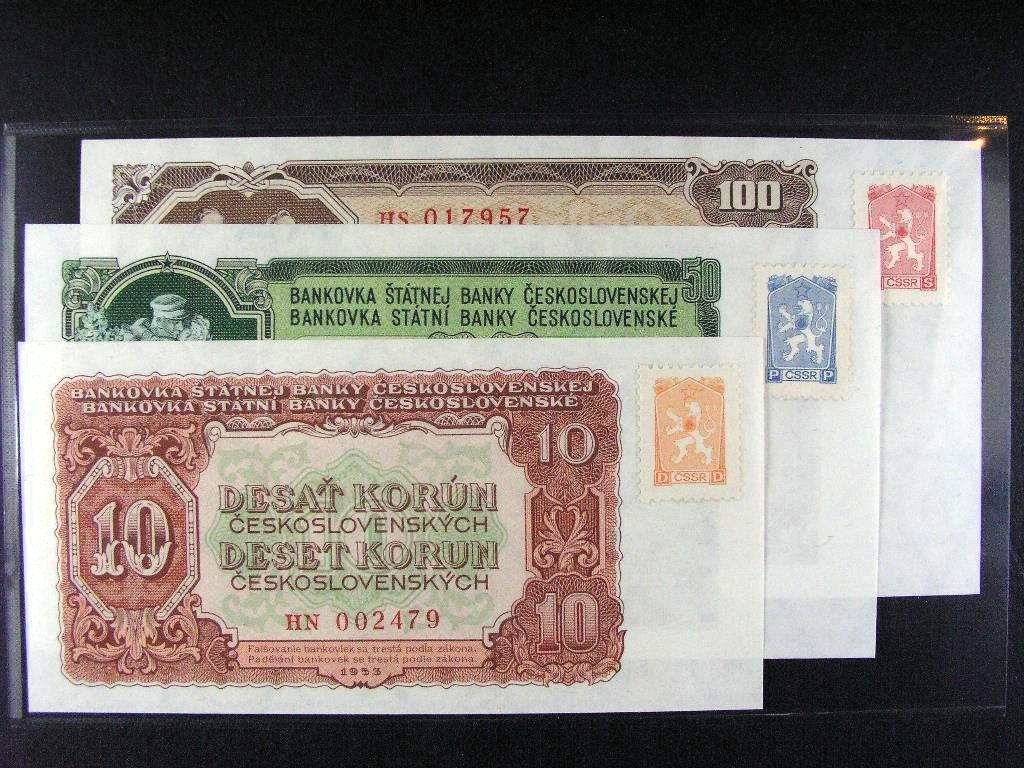 100
HS 017957
CSSR S
50
BANKOVKA ŠTÁTNEJ BANKY ČESKOSLOVENSKEJ
BANKOVKA STÁTNÍ BANKY ČESKOSLOVENSKÉ
P ČSSR P
BANKOVKA ŠTÁTNEJ BANKY ČESKOSLOVENSKEJ
BANKOVKA STÁTNÍ BANKY ČESKOSLOVENSKÉ
10
D ČSSR D
10
DESAŤ KORÚN
ČESKOSLOVENSKÝCH
DESET KORUN
ČESKOSLOVENSKÝCH
HN 002479
10
Falšovanie bankoviek sa trestá podľa zákona.
Padělání bankovek se trestá podle zákona.
1953